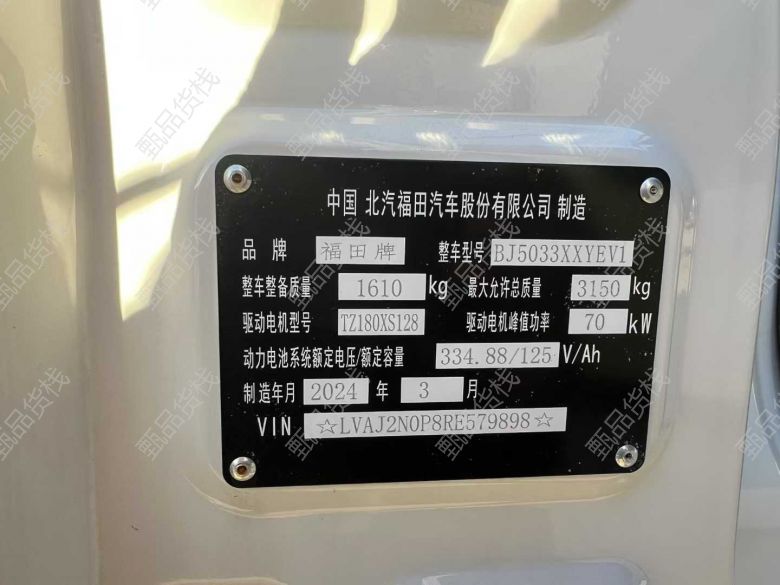 中国 北汽福田汽车股份有限公司 制造
品牌 福田牌 整车型号 BJ5033XXYEV1
整车整备质量 1610 kg 最大允许总质量 3150 kg
驱动电机型号 TZ180XS128 驱动电机峰值功率 70 kW
动力电池系统额定电压/额定容量 334.88/125 V/Ah
制造年月 2024 年 3 月
VIN ☆LVAJ2N0P8RE579898☆
甄品货栈